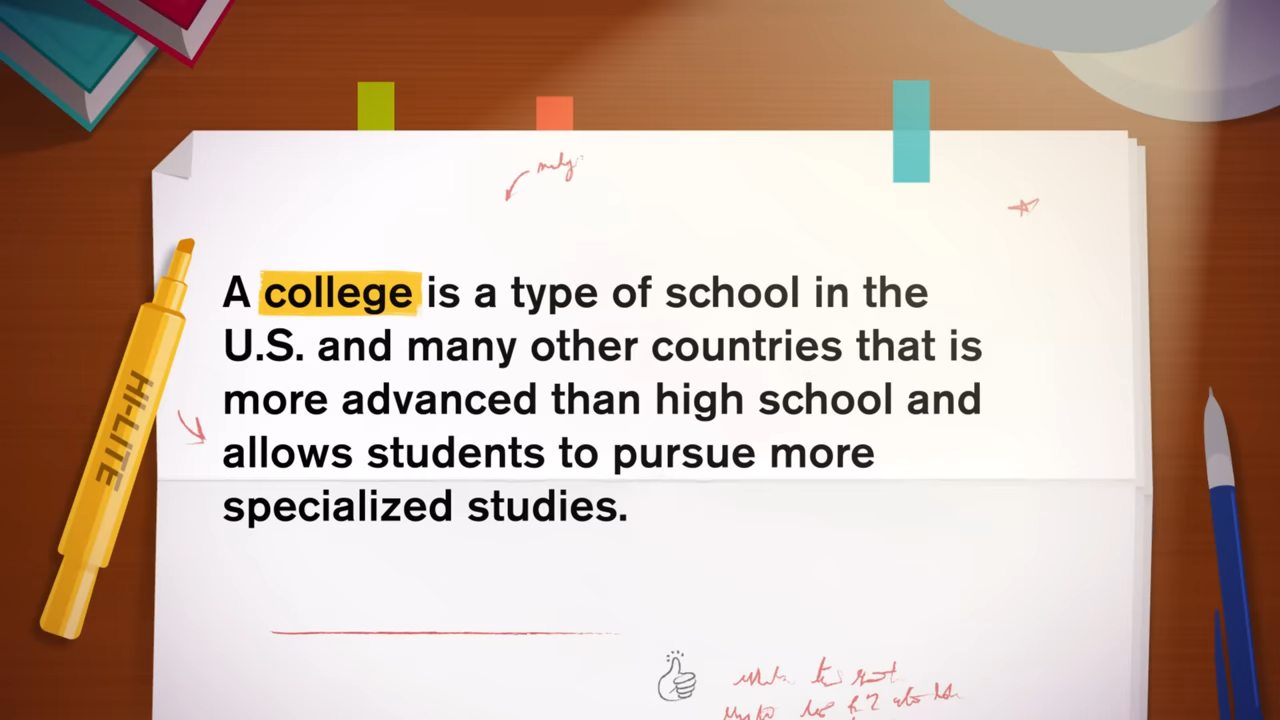 A college is a type of school in the
U.S. and many other countries that is
more advanced than high school and
allows students to pursue more
specialized studies.
HI-LITE